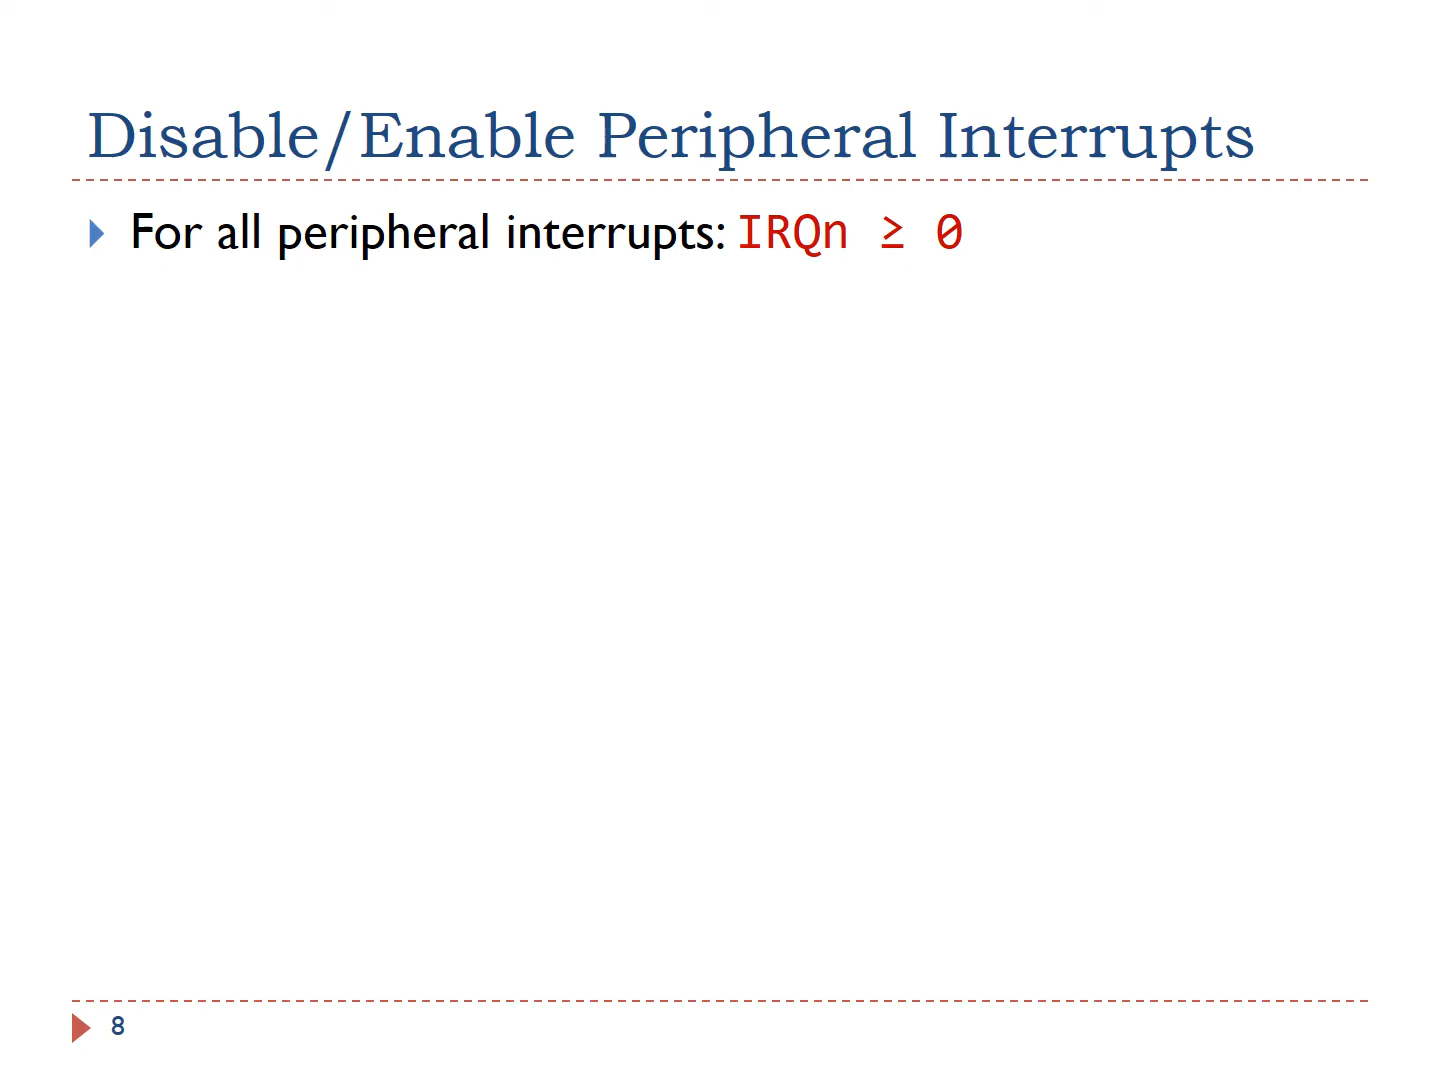 Disable/Enable Peripheral Interrupts
For all peripheral interrupts: IRQn ≥ 0
8